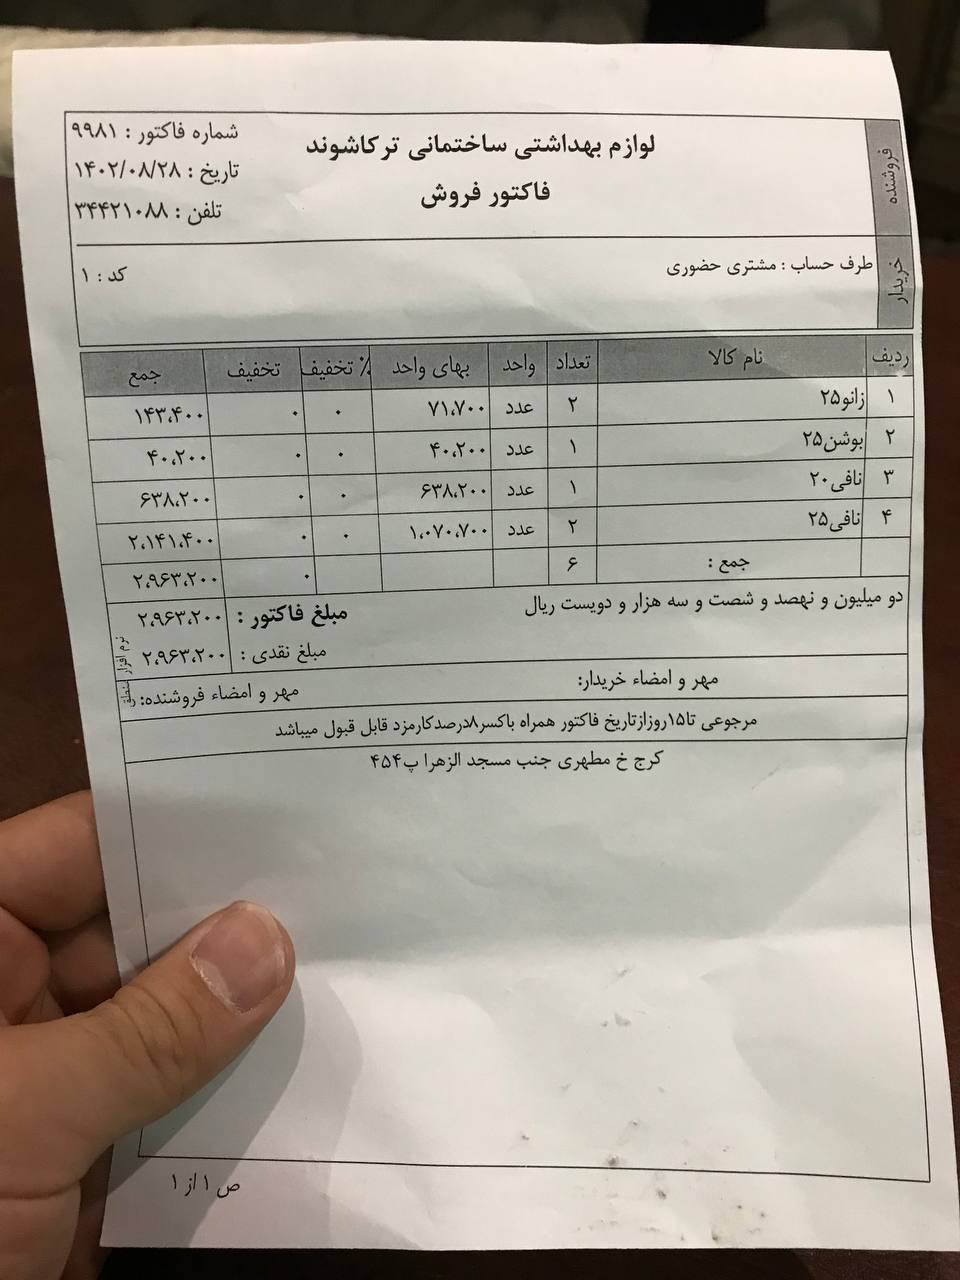 فروشنده
لوازم بهداشتی ساختمانی ترکاشوند
فاکتور فروش
شماره فاکتور : ۹۹۸۱
تاریخ : ۱۴۰۲/۰۸/۲۸
تلفن : ۳۴۴۲۱۰۸۸
خریدار
طرف حساب : مشتری حضوری
کد : ۱
ردیف نام کالا تعداد واحد بهای واحد % تخفیف تخفیف جمع
۱ زانو۲۵ ۲ عدد ۷۱،۷۰۰ ۰ ۰ ۱۴۳،۴۰۰
۲ بوشن۲۵ ۱ عدد ۴۰،۲۰۰ ۰ ۰ ۴۰،۲۰۰
۳ نافی۲۰ ۱ عدد ۶۳۸،۲۰۰ ۰ ۰ ۶۳۸،۲۰۰
۴ نافی۲۵ ۲ عدد ۱،۰۷۰،۷۰۰ ۰ ۰ ۲،۱۴۱،۴۰۰
جمع : ۶ ۰ ۲،۹۶۳،۲۰۰
دو میلیون و نهصد و شصت و سه هزار و دویست ریال
مبلغ فاکتور : ۲،۹۶۳،۲۰۰
مبلغ نقدی : ۲،۹۶۳،۲۰۰
نرم افزار منطقی
مهر و امضاء خریدار:
مهر و امضاء فروشنده:
مرجوعی تا۱۵روزازتاریخ فاکتور همراه باکسر۸درصدکارمزد قابل قبول میباشد
کرج خ مطهری جنب مسجد الزهرا پ۴۵۴
ص ۱ از ۱